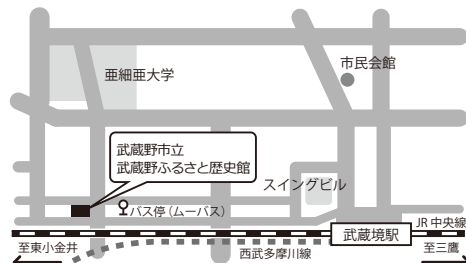 亜細亜大学
市民会館
武蔵野市立
武蔵野ふるさと歴史館
スイングビル
バス停（ムーバス）
JR 中央線
武蔵境駅
至東小金井
西武多摩川線
至三鷹